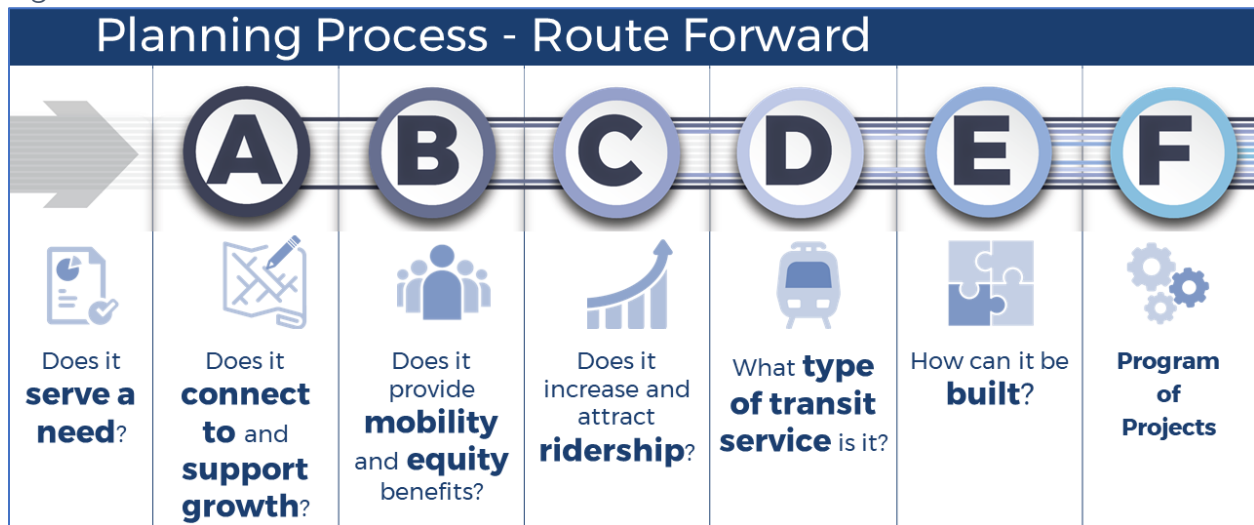 Planning Process - Route Forward
A
B
C
D
E
F
Does it
serve a
need?
Does it
connect
to and
support
growth?
Does it
provide
mobility
and equity
benefits?
Does it
increase and
attract
ridership?
What type
of transit
service is it?
How can it be
built?
Program
of
Projects